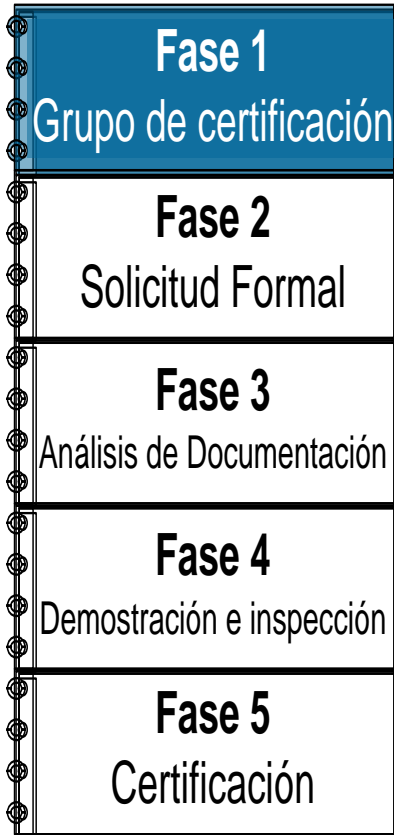 Fase 1
Grupo de certificación
Fase 2
Solicitud Formal
Fase 3
Análisis de Documentación
Fase 4
Demostración e inspección
Fase 5
Certificación